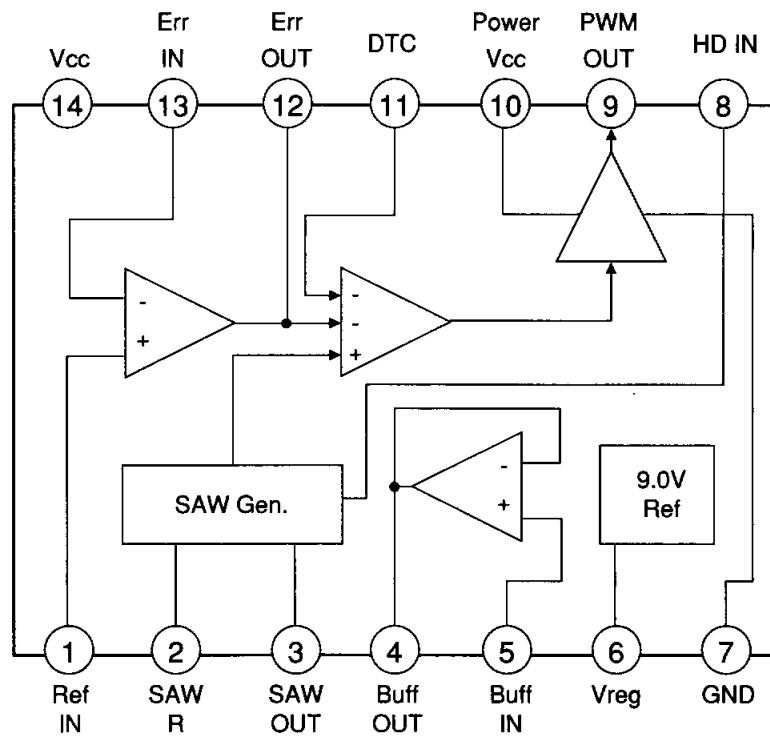 Err
IN
Err
OUT
DTC
Power
Vcc
PWM
OUT
HD IN
Vcc
14
13
12
11
10
9
8
-
+
-
-
+
SAW Gen.
-
+
9.0V
Ref
1
2
3
4
5
6
7
Ref
IN
SAW
R
SAW
OUT
Buff
OUT
Buff
IN
Vreg
GND